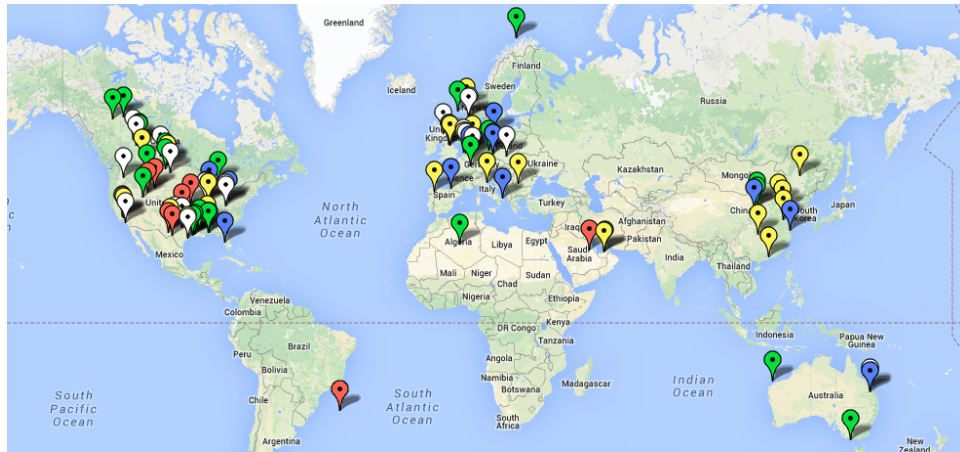 Greenland
Iceland
Finland
Sweden
Russia
Ukraine
France
Spain
Italy
Turkey
Kazakhstan
Mongol
China
Japan
South
Korea
Afghanistan
Pakistan
Iraq
Saudi
Arabia
India
Thailand
Algeria
Libya
Egypt
Mali
Niger
Sudan
Chad
Nigeria
Ethiopia
DR Congo
Kenya
Tanzania
Angola
Namibia
Botswana
Madagascar
South
Africa
North
Atlantic
Ocean
Mexico
Venezuela
Colombia
Brazil
Peru
Bolivia
Chile
Argentina
South
Pacific
Ocean
South
Atlantic
Ocean
Indian
Ocean
Indonesia
Papua New
Guinea
Australia
New
Zealand